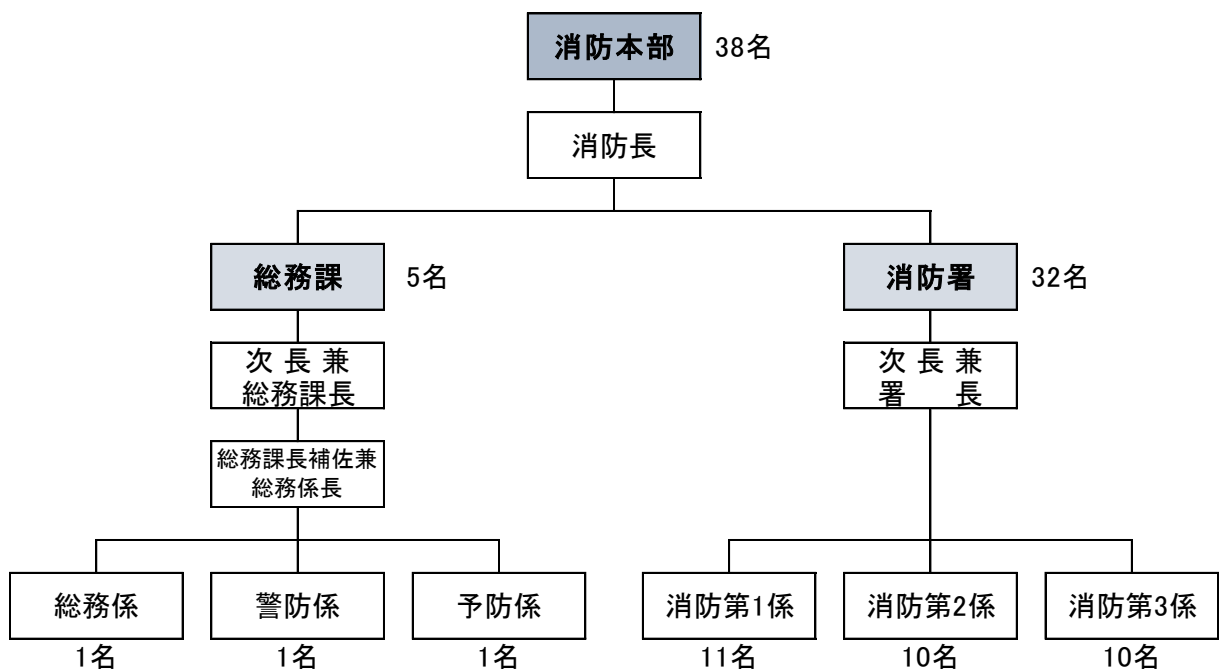 消防本部 38名
消防長
総務課 5名
消防署 32名
次長兼
総務課長
次長兼
署長
総務課長補佐兼
総務係長
総務係
警防係
予防係
消防第1係
消防第2係
消防第3係
1名
1名
1名
11名
10名
10名